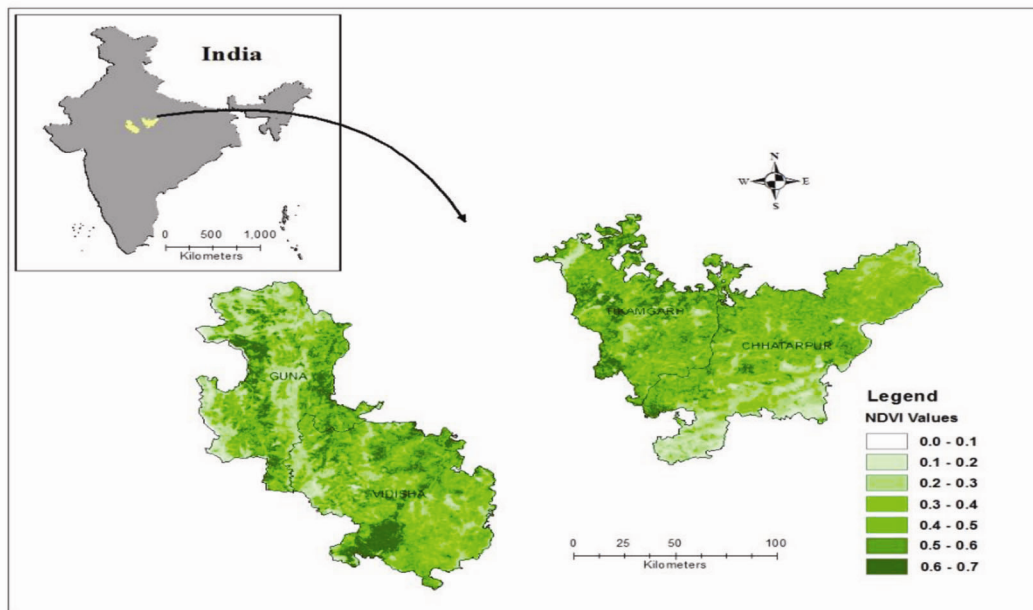 India
0 500 1,000
Kilometers
N
W E
S
TIKAMGARH
CHHATARPUR
GUNA
VIDISHA
Legend
NDVI Values
0.0 - 0.1
0.1 - 0.2
0.2 - 0.3
0.3 - 0.4
0.4 - 0.5
0.5 - 0.6
0.6 - 0.7
0 25 50 100
Kilometers